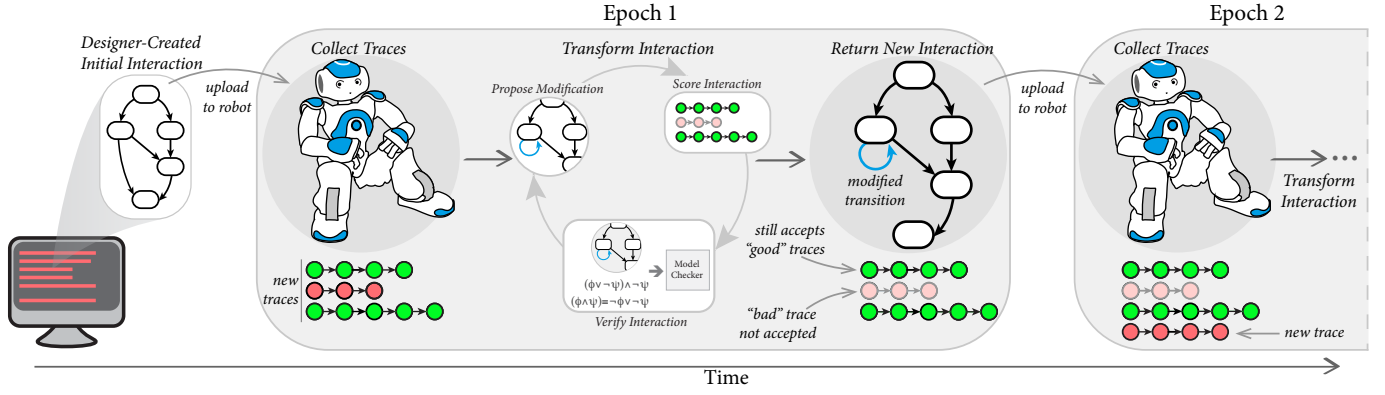 Epoch 1
Epoch 2
Designer-Created
Initial Interaction
upload
to robot
Collect Traces
new
traces
Transform Interaction
Propose Modification
Score Interaction
Model
Checker
(ϕ∨¬ψ)∧¬ψ
(ϕ∧ψ)≡¬ϕ∨¬ψ
Verify Interaction
Return New Interaction
modified
transition
still accepts
“good” traces
“bad” trace
not accepted
upload
to robot
Collect Traces
new trace
Transform
Interaction
Time